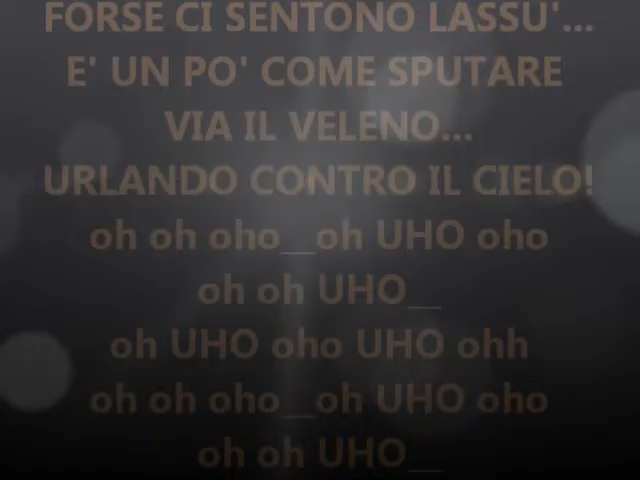 FORSE CI SENTONO LASSU'...
E' UN PO' COME SPUTARE
VIA IL VELENO...
URLANDO CONTRO IL CIELO!
oh oh oho__oh UHO oho
oh oh UHO__
oh UHO oho UHO ohh
oh oh oho__oh UHO oho
oh oh UHO__